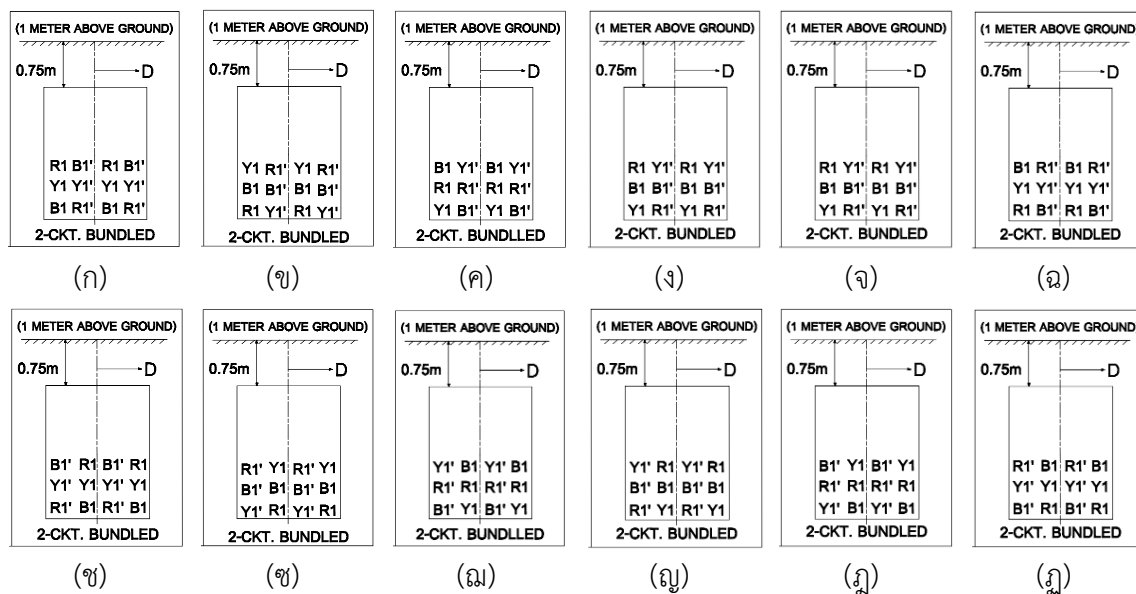 (1 METER ABOVE GROUND)
0.75m
D
R1 B1' R1 B1'
Y1 Y1' Y1 Y1'
B1 R1' B1 R1'
2-CKT. BUNDLED
(ก)
(1 METER ABOVE GROUND)
0.75m
D
Y1 R1' Y1 R1'
B1 B1' B1 B1'
R1 Y1' R1 Y1'
2-CKT. BUNDLED
(ข)
(1 METER ABOVE GROUND)
0.75m
D
B1 Y1' B1 Y1'
R1 R1' R1 R1'
Y1 B1' Y1 B1'
2-CKT. BUNDLLED
(ค)
(1 METER ABOVE GROUND)
0.75m
D
R1 Y1' R1 Y1'
B1 B1' B1 B1'
Y1 R1' Y1 R1'
2-CKT. BUNDLED
(ง)
(1 METER ABOVE GROUND)
0.75m
D
R1 Y1' R1 Y1'
B1 B1' B1 B1'
Y1 R1' Y1 R1'
2-CKT. BUNDLED
(จ)
(1 METER ABOVE GROUND)
0.75m
D
B1 R1' B1 R1'
Y1 Y1' Y1 Y1'
R1 B1' R1 B1'
2-CKT. BUNDLED
(ฉ)
(1 METER ABOVE GROUND)
0.75m
D
B1' R1 B1' R1
Y1' Y1 Y1' Y1
R1' B1 R1' B1
2-CKT. BUNDLED
(ช)
(1 METER ABOVE GROUND)
0.75m
D
R1' Y1 R1' Y1
B1' B1 B1' B1
Y1' R1 Y1' R1
2-CKT. BUNDLED
(ซ)
(1 METER ABOVE GROUND)
0.75m
D
Y1' B1 Y1' B1
R1' R1 R1' R1
B1' Y1 B1' Y1
2-CKT. BUNDLLED
(ฌ)
(1 METER ABOVE GROUND)
0.75m
D
Y1' R1 Y1' R1
B1' B1 B1' B1
R1' Y1 R1' Y1
2-CKT. BUNDLED
(ญ)
(1 METER ABOVE GROUND)
0.75m
D
B1' Y1 B1' Y1
R1' R1 R1' R1
Y1' B1 Y1' B1
2-CKT. BUNDLED
(ฎ)
(1 METER ABOVE GROUND)
0.75m
D
R1' B1 R1' B1
Y1' Y1 Y1' Y1
B1' R1 B1' R1
2-CKT. BUNDLED
(ฏ)